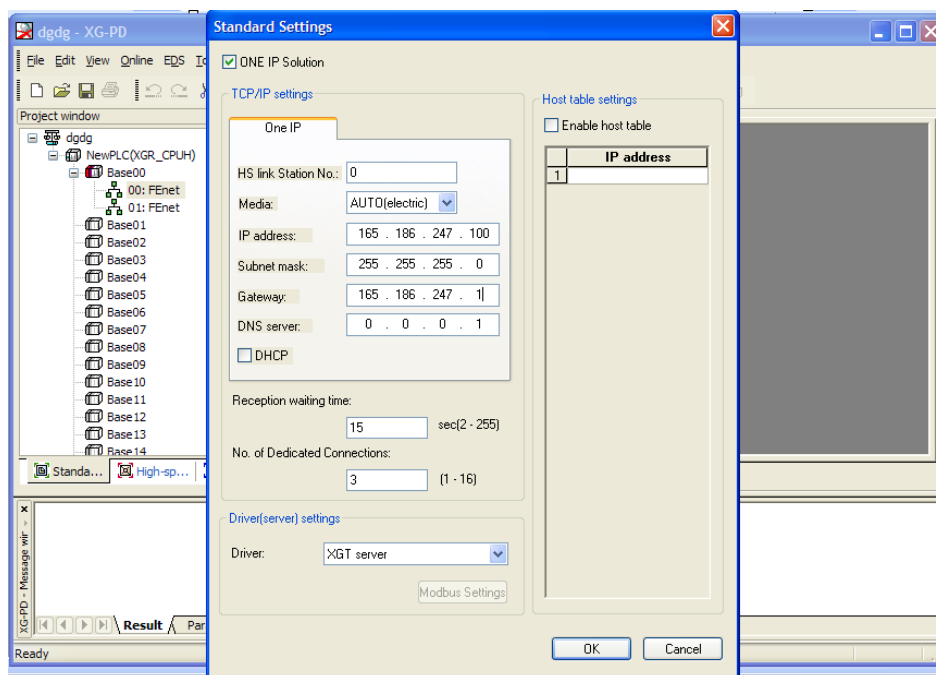 dgdg - XG-PD
File Edit View Online EDS
Project window
dgdg
NewPLC(XGR_CPUH)
Base00
00: FEnet
01: FEnet
Base01
Base02
Base03
Base04
Base05
Base06
Base07
Base08
Base09
Base10
Base11
Base12
Base13
Base14
Standa... High-sp...
XG-PD - Message
Result Par
Ready
Standard Settings
ONE IP Solution
TCP/IP settings
One IP
HS link Station No.: 0
Media: AUTO(electric)
IP address: 165 . 186 . 247 . 100
Subnet mask: 255 . 255 . 255 . 0
Gateway: 165 . 186 . 247 . 1
DNS server: 0 . 0 . 0 . 1
DHCP
Reception waiting time:
15 sec(2 - 255)
No. of Dedicated Connections:
3 (1 - 16)
Driver(server) settings
Driver: XGT server
Modbus Settings
Host table settings
Enable host table
IP address
1
OK Cancel